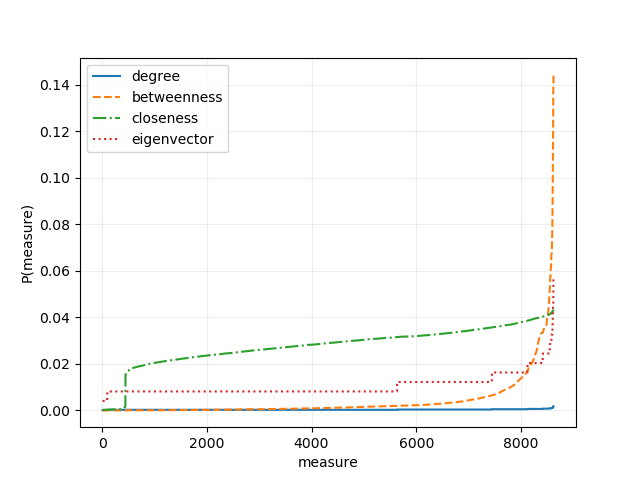 degree
betweenness
closeness
eigenvector
0.14
0.12
0.10
0.08
0.06
0.04
0.02
0.00
P(measure)
0 2000 4000 6000 8000
measure